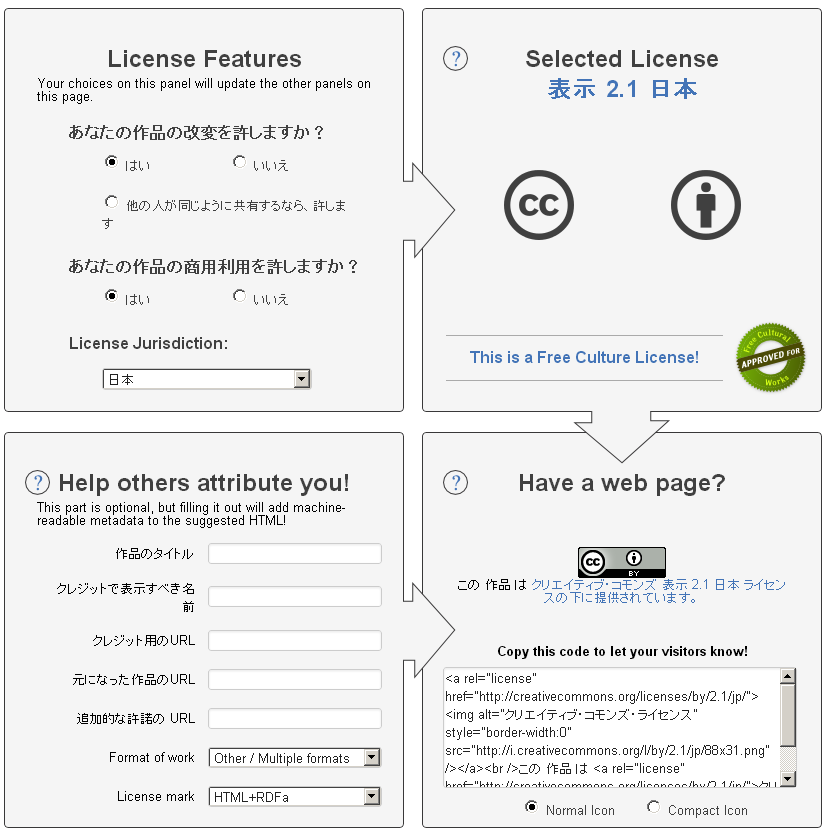 License Features
Your choices on this panel will update the other panels on
this page.
あなたの作品の改変を許しますか？
はい
いいえ
他の人が同じように共有するなら、許しま
す
あなたの作品の商用利用を許しますか？
はい
いいえ
License Jurisdiction:
日本
?
Selected License
表示 2.1 日本
cc
This is a Free Culture License!
Free Cultural
APPROVED FOR
Works
?
Help others attribute you!
This part is optional, but filling it out will add machine-
readable metadata to the suggested HTML!
作品のタイトル
クレジットで表示すべき名
前
クレジット用のURL
元になった作品のURL
追加的な許諾の URL
Format of work
Other / Multiple formats
License mark
HTML+RDFa
?
Have a web page?
cc
BY
この 作品 は クリエイティブ・コモンズ 表示 2.1 日本 ライセン
スの下に提供されています。
Copy this code to let your visitors know!
<a rel="license"
href="http://creativecommons.org/licenses/by/2.1/jp/">
<img alt="クリエイティブ・コモンズ・ライセンス"
style="border-width:0"
src="http://i.creativecommons.org/l/by/2.1/jp/88x31.png"
/></a><br />この 作品 は <a rel="license"
href="http://creativecommons.org/licenses/by/2.1/jp/">クリ
Normal Icon
Compact Icon